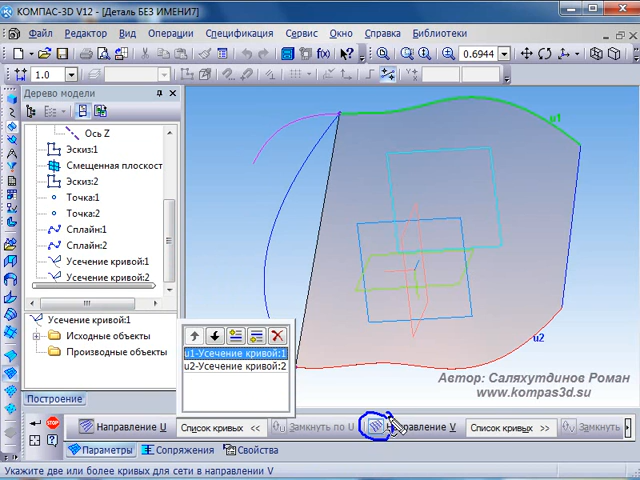 КОМПАС-3D V12 - [Деталь БЕЗ ИМЕНИ7]
Файл Редактор Вид Операции Спецификация Сервис Окно Справка Библиотеки
0.6944
1.0
Дерево модели
Ось Z
Эскиз:1
Смещенная плоскост
Эскиз:2
Точка:1
Точка:2
Сплайн:1
Сплайн:2
Усечение кривой:1
Усечение кривой:2
Усечение кривой:1
Исходные объекты
Производные объекты
Построение
u1
u2
u1-Усечение кривой:1
u2-Усечение кривой:2
Автор: Саляхутдинов Роман
www.kompas3d.su
Направление U Список кривых << Замкнуть по U Направление V Список кривых >> Замкнуть
Параметры Сопряжения Свойства
Укажите две или более кривых для сети в направлении V